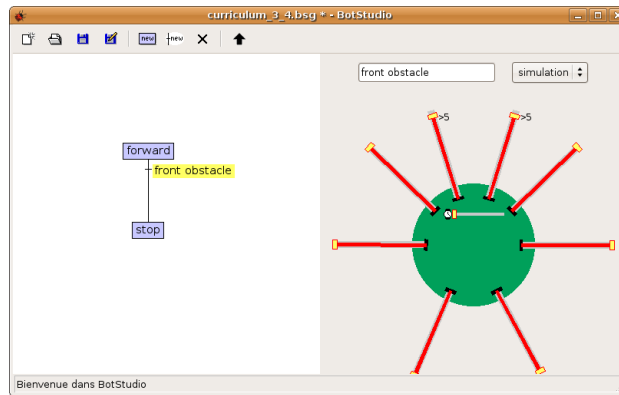 curriculum_3_4.bsg * - BotStudio
new new
front obstacle simulation
>5 >5
forward
front obstacle
stop
Bienvenue dans BotStudio